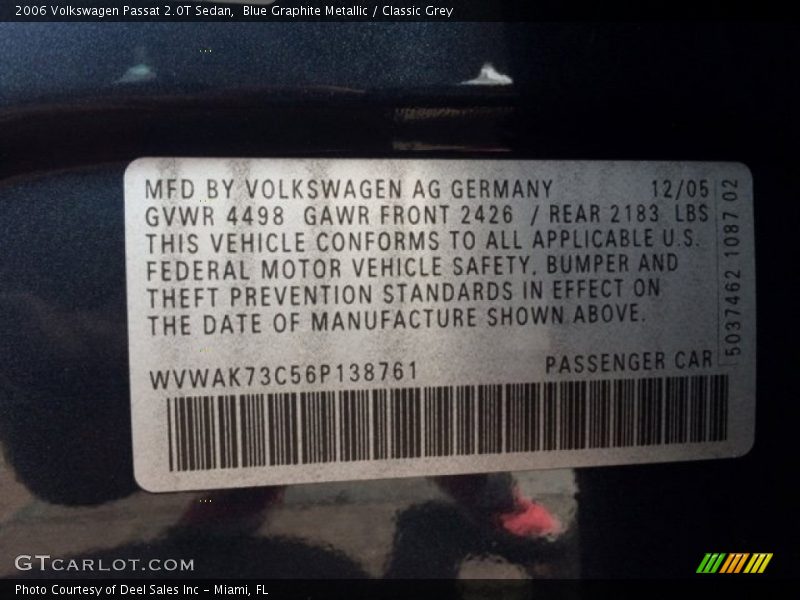 2006 Volkswagen Passat 2.0T Sedan,  Blue Graphite Metallic / Classic Grey
MFD BY VOLKSWAGEN AG GERMANY 12/05
GVWR 4498 GAWR FRONT 2426 / REAR 2183 LBS
THIS VEHICLE CONFORMS TO ALL APPLICABLE U.S.
FEDERAL MOTOR VEHICLE SAFETY, BUMPER AND
THEFT PREVENTION STANDARDS IN EFFECT ON
THE DATE OF MANUFACTURE SHOWN ABOVE.
WVWAK73C56P138761 PASSENGER CAR
5037462 1087 02
GTCARLOT.COM
Photo Courtesy of Deel Sales Inc - Miami, FL